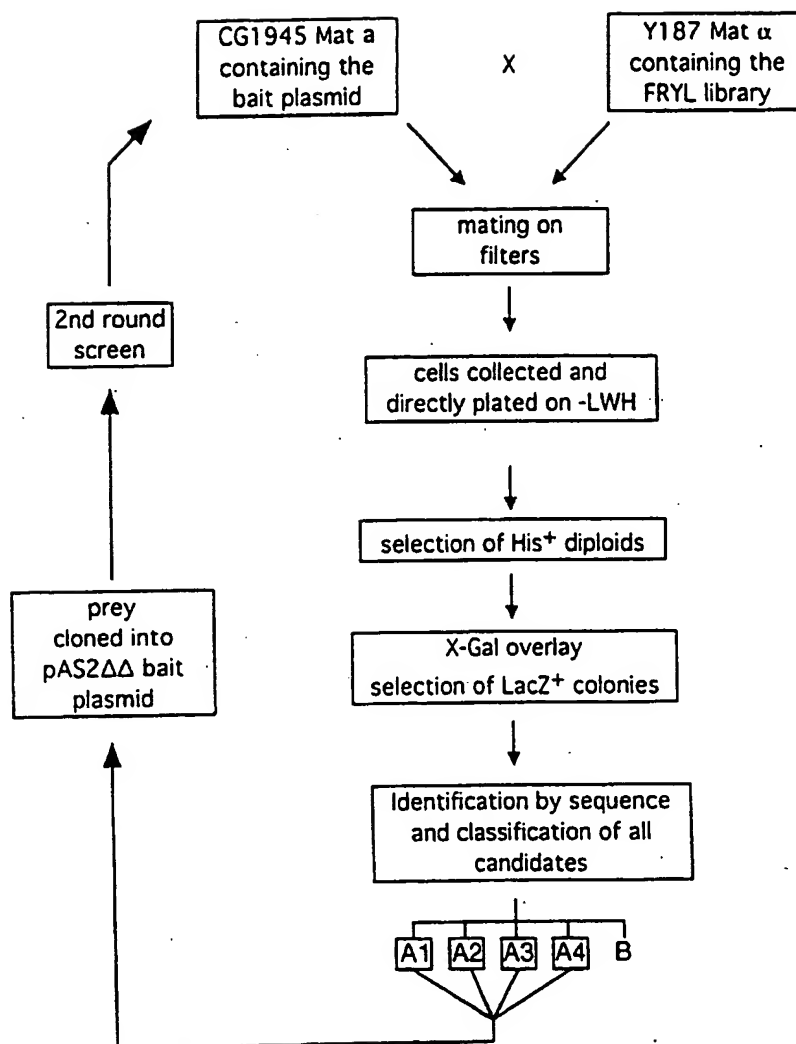 CG1945 Mat a
containing the
bait plasmid
X
Y187 Mat α
containing the
FRYL library
mating on
filters
2nd round
screen
cells collected and
directly plated on -LWH
selection of His+ diploids
prey
cloned into
pAS2ΔΔ bait
plasmid
X-Gal overlay
selection of LacZ+ colonies
Identification by sequence
and classification of all
candidates
A1 A2 A3 A4 B